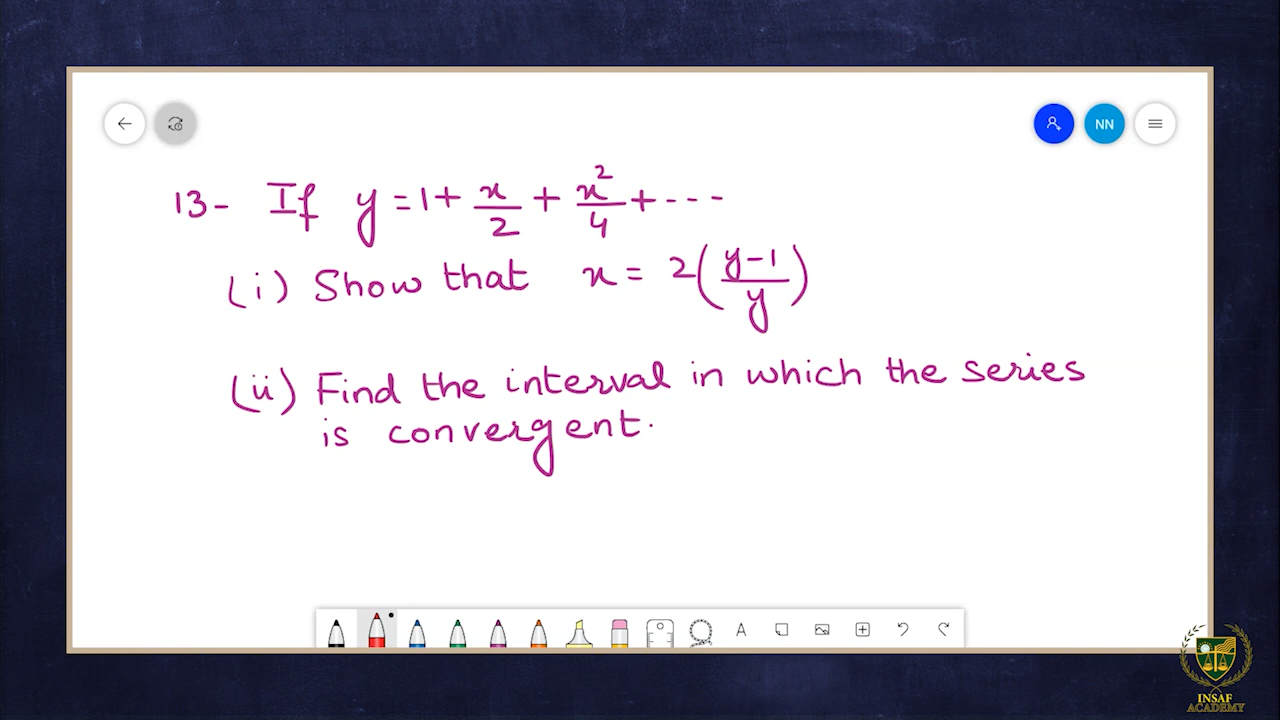 NN
13- If y = 1 + x/2 + x²/4 + ---
(i) Show that x = 2((y-1)/y)
(ii) Find the interval in which the series
is convergent.
A
INSAF
ACADEMY